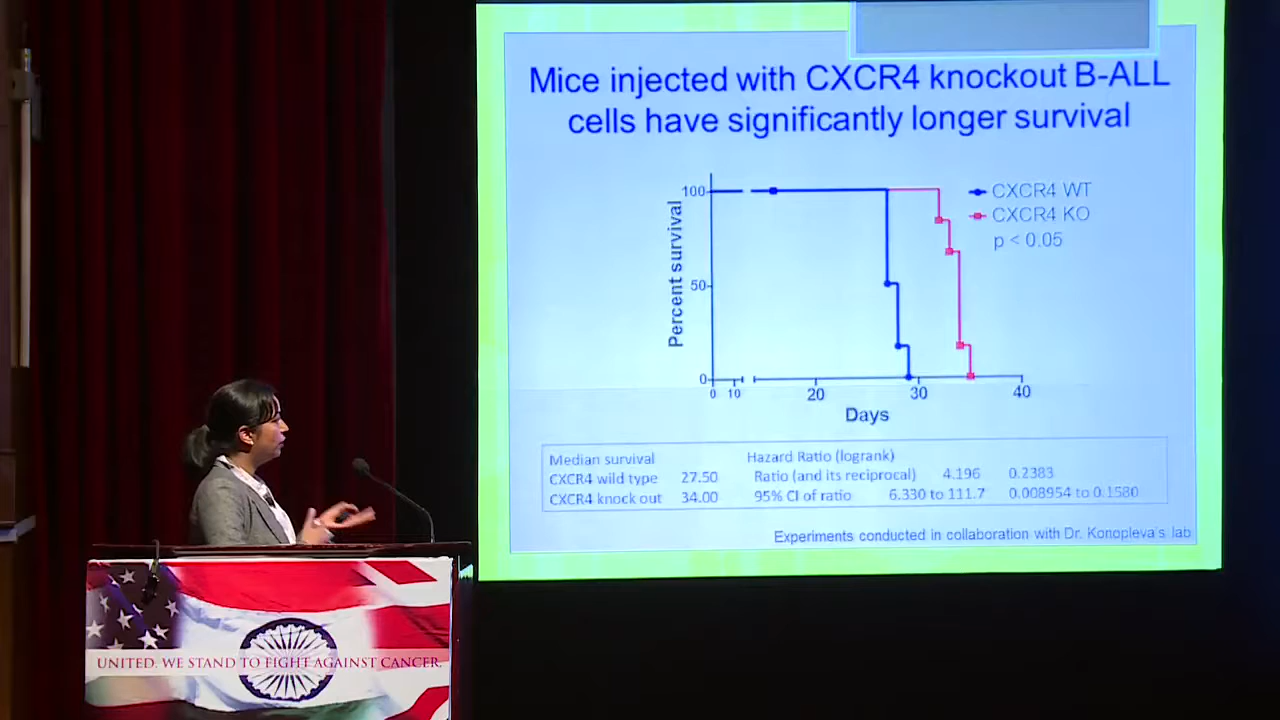 Mice injected with CXCR4 knockout B-ALL
cells have significantly longer survival
100
50
0
Percent survival
0 10 20 30 40
Days
CXCR4 WT
CXCR4 KO
p < 0.05
Median survival Hazard Ratio (logrank)
CXCR4 wild type 27.50 Ratio (and its reciprocal) 4.196 0.2383
CXCR4 knock out 34.00 95% CI of ratio 6.330 to 111.7 0.008954 to 0.1580
Experiments conducted in collaboration with Dr. Konopleva's lab
UNITED. WE STAND TO FIGHT AGAINST CANCER.